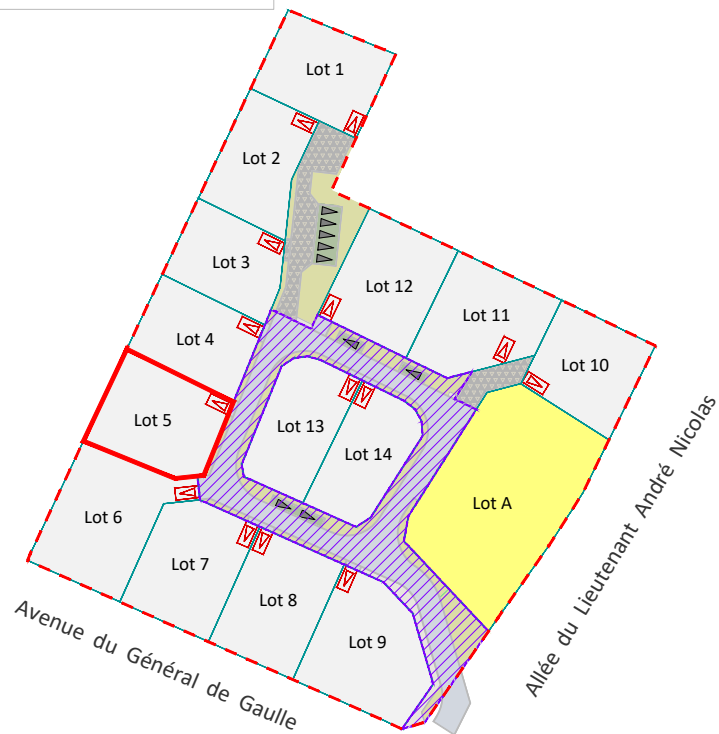 Lot 1
Lot 2
Lot 3
Lot 12
Lot 11
Lot 4
Lot 10
Lot 5
Lot 13
Lot 14
Lot A
Lot 6
Lot 7
Lot 8
Lot 9
Avenue du Général de Gaulle
Allée du Lieutenant André Nicolas